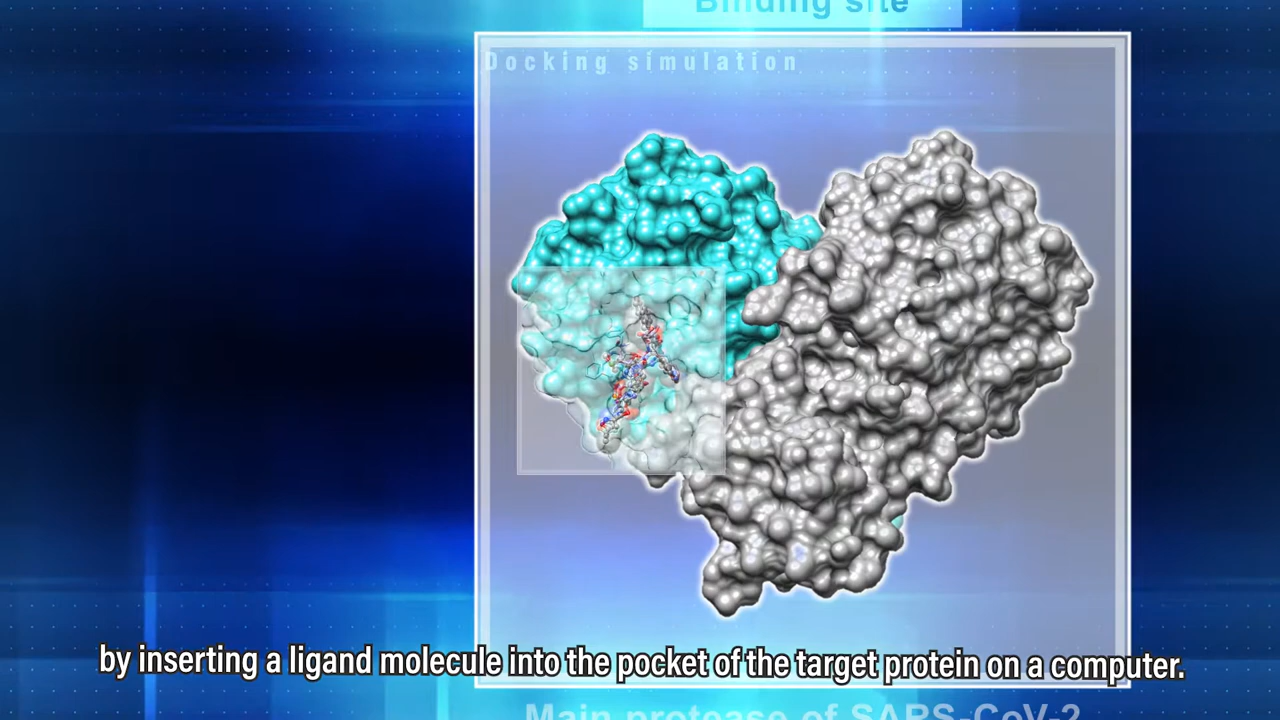 Binding site
Docking simulation
by inserting a ligand molecule into the pocket of the target protein on a computer.
Main protease of SARS-CoV-2